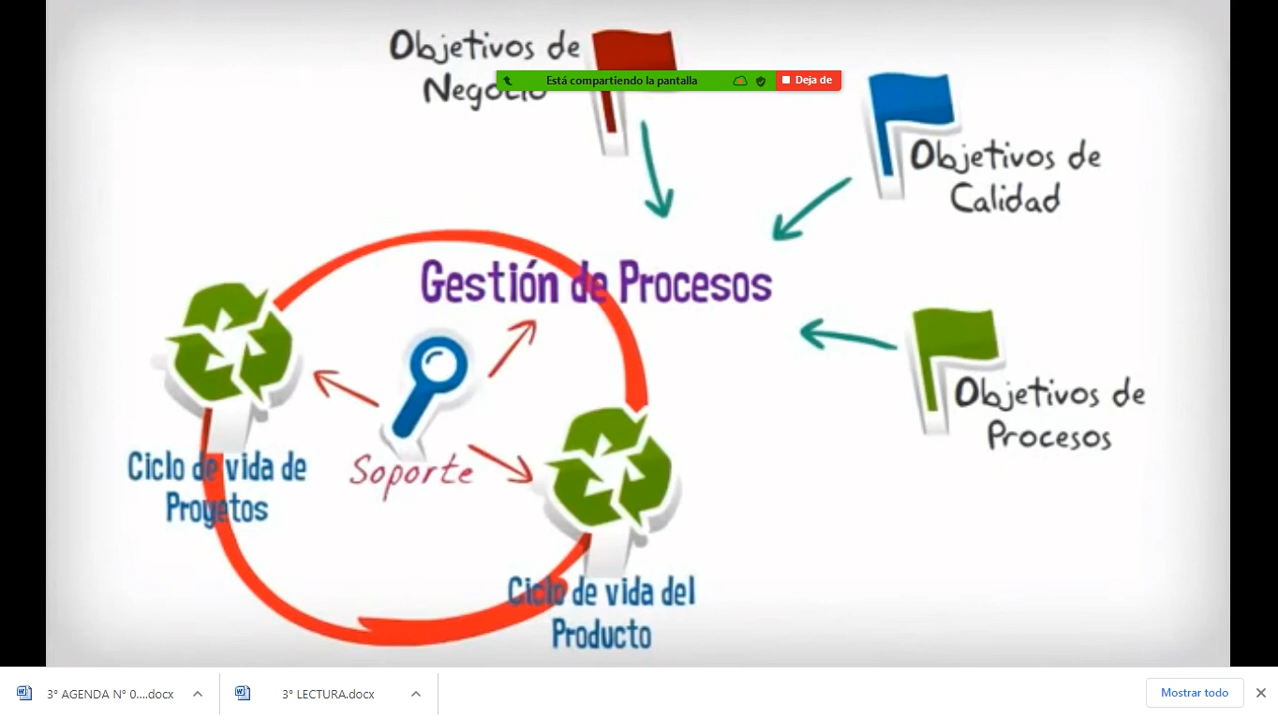 Objetivos de
Negocio
Está compartiendo la pantalla
Deja de
Objetivos de
Calidad
Gestión de Procesos
Objetivos de
Procesos
Ciclo de vida de
Proyetos
Soporte
Ciclo de vida del
Producto
3° AGENDA N° 0....docx
3° LECTURA.docx
Mostrar todo